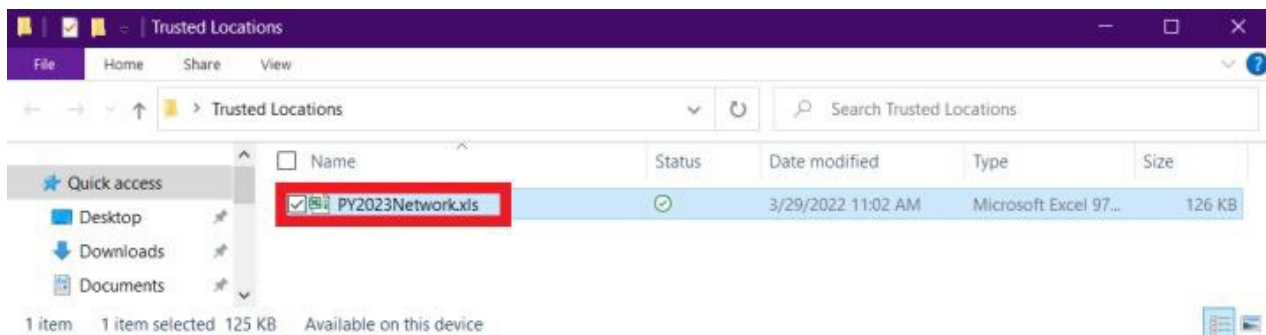 Trusted Locations
File Home Share View
Trusted Locations
Search Trusted Locations
Name Status Date modified Type Size
Quick access
PY2023Network.xls 3/29/2022 11:02 AM Microsoft Excel 97... 126 KB
Desktop
Downloads
Documents
1 item 1 item selected 125 KB Available on this device